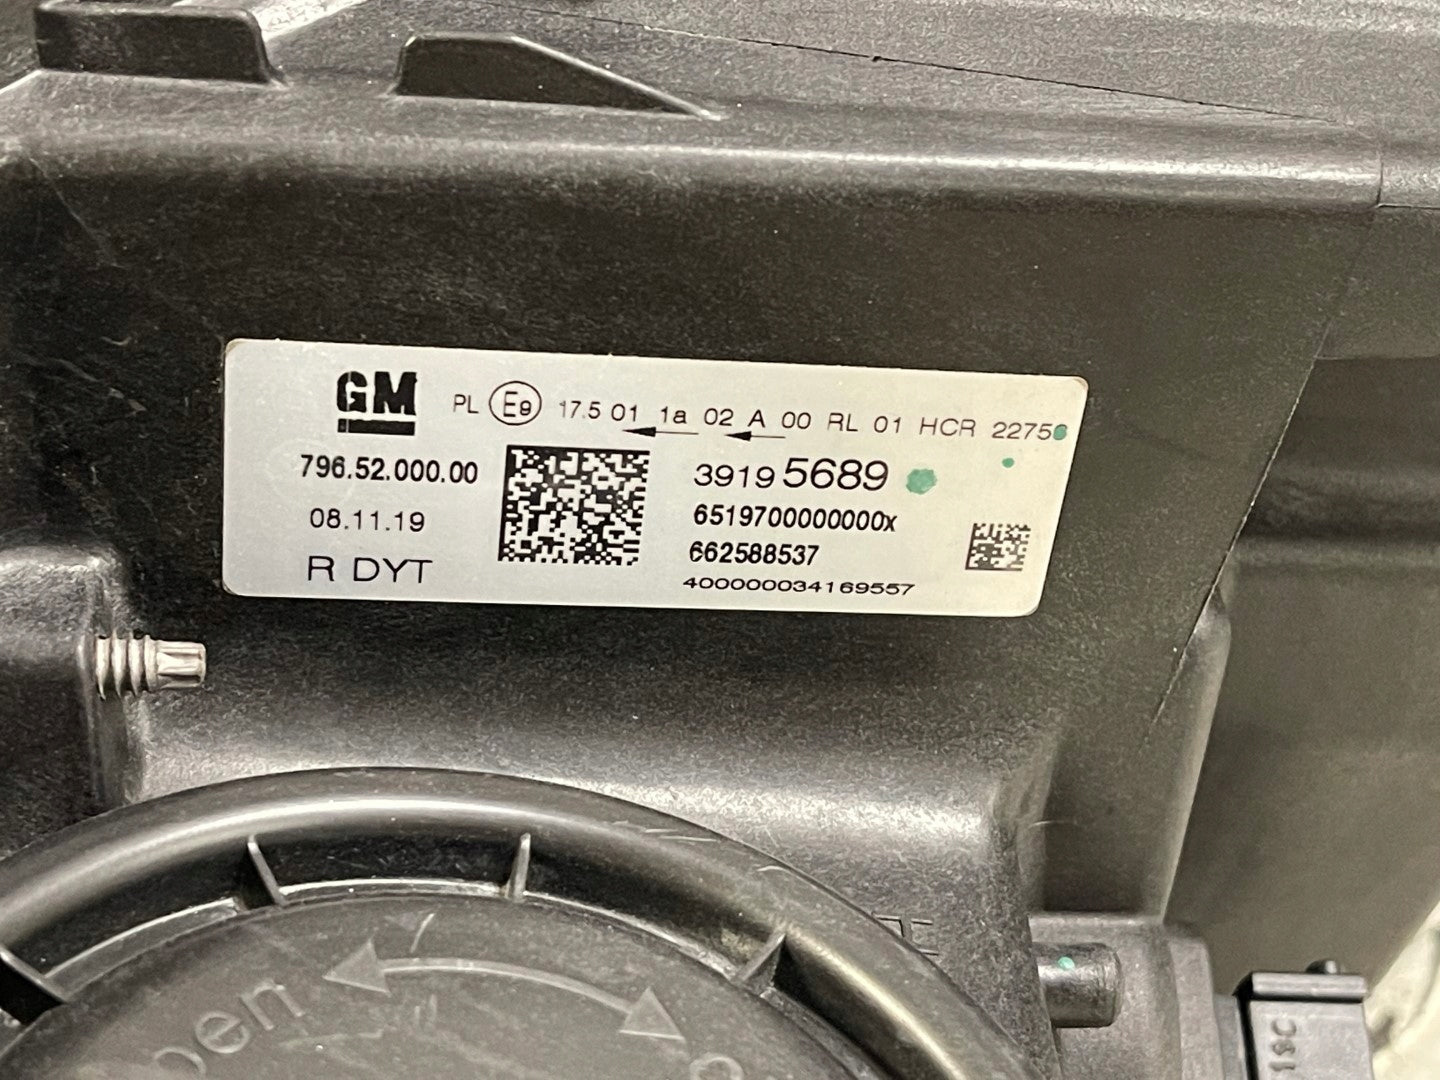 GM
PL E9 17.5 01 1a 02 A 00 RL 01 HCR 2275
796.52.000.00
39195689
08.11.19
6519700000000x
R DYT
662588537
400000034169557
pen